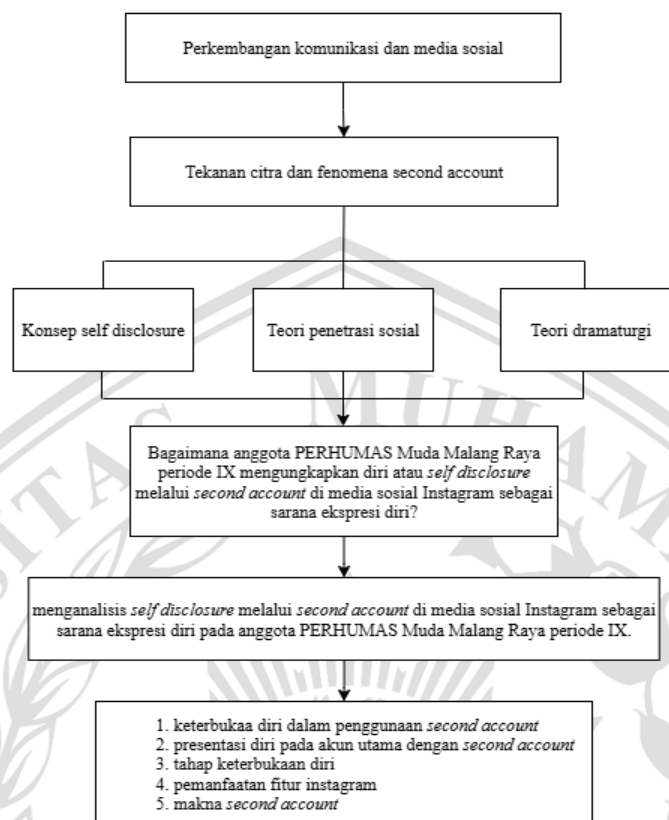 Perkembangan komunikasi dan media sosial
Tekanan citra dan fenomena second account
Konsep self disclosure
Teori penetrasi sosial
Teori dramaturgi
Bagaimana anggota PERHUMAS Muda Malang Raya
periode IX mengungkapkan diri atau self disclosure
melalui second account di media sosial Instagram sebagai
sarana ekspresi diri?
menganalisis self disclosure melalui second account di media sosial Instagram sebagai
sarana ekspresi diri pada anggota PERHUMAS Muda Malang Raya periode IX.
1. keterbukaa diri dalam penggunaan second account
2. presentasi diri pada akun utama dengan second account
3. tahap keterbukaan diri
4. pemanfaatan fitur instagram
5. makna second account